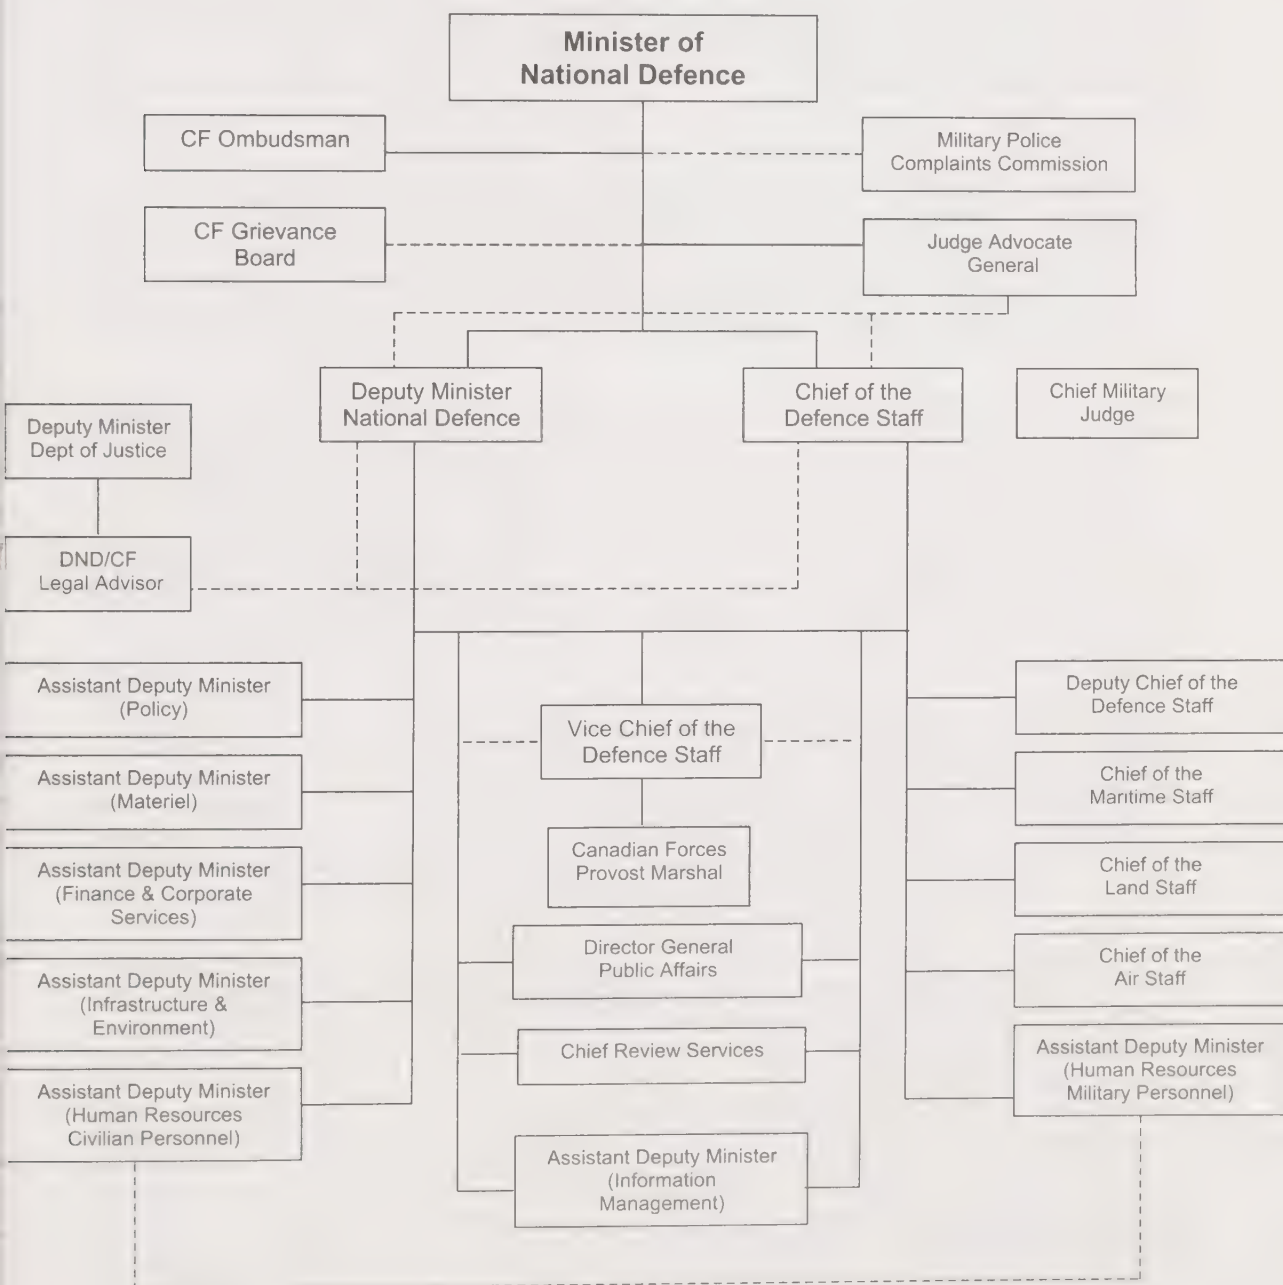 Minister of
National Defence
CF Ombudsman
Military Police
Complaints Commission
CF Grievance
Board
Judge Advocate
General
Deputy Minister
National Defence
Chief of the
Defence Staff
Chief Military
Judge
Deputy Minister
Dept of Justice
DND/CF
Legal Advisor
Assistant Deputy Minister
(Policy)
Assistant Deputy Minister
(Materiel)
Assistant Deputy Minister
(Finance & Corporate
Services)
Assistant Deputy Minister
(Infrastructure &
Environment)
Assistant Deputy Minister
(Human Resources
Civilian Personnel)
Vice Chief of the
Defence Staff
Canadian Forces
Provost Marshal
Director General
Public Affairs
Chief Review Services
Assistant Deputy Minister
(Information
Management)
Deputy Chief of the
Defence Staff
Chief of the
Maritime Staff
Chief of the
Land Staff
Chief of the
Air Staff
Assistant Deputy Minister
(Human Resources
Military Personnel)